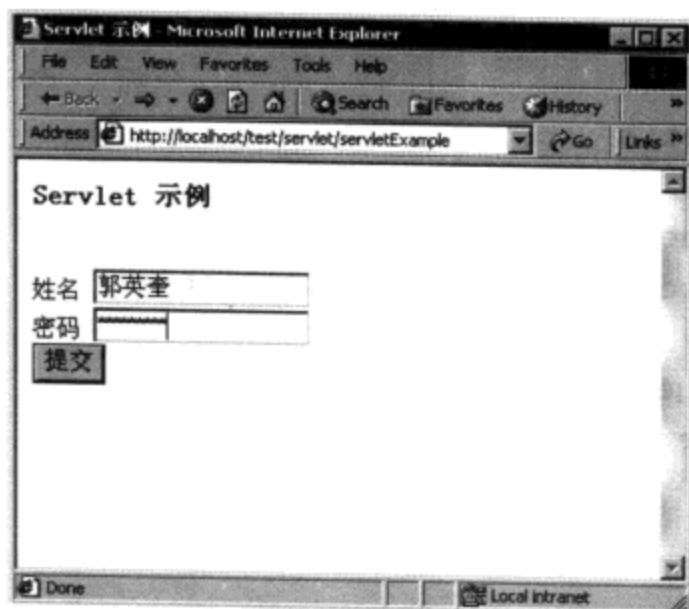 Servlet 示例 - Microsoft Internet Explorer
File Edit View Favorites Tools Help
Back Search Favorites History »
Address http://localhost/test/servlet/servletExample Go Links »
Servlet 示例
姓名 郭英奎
密码 *********
提交
Done Local intranet